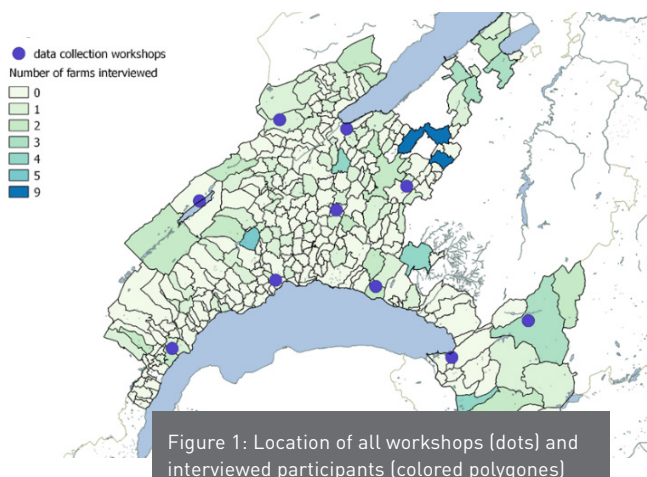 data collection workshops
Number of farms interviewed
0
1
2
3
4
5
9
Figure 1: Location of all workshops (dots) and
interviewed participants (colored polygones)